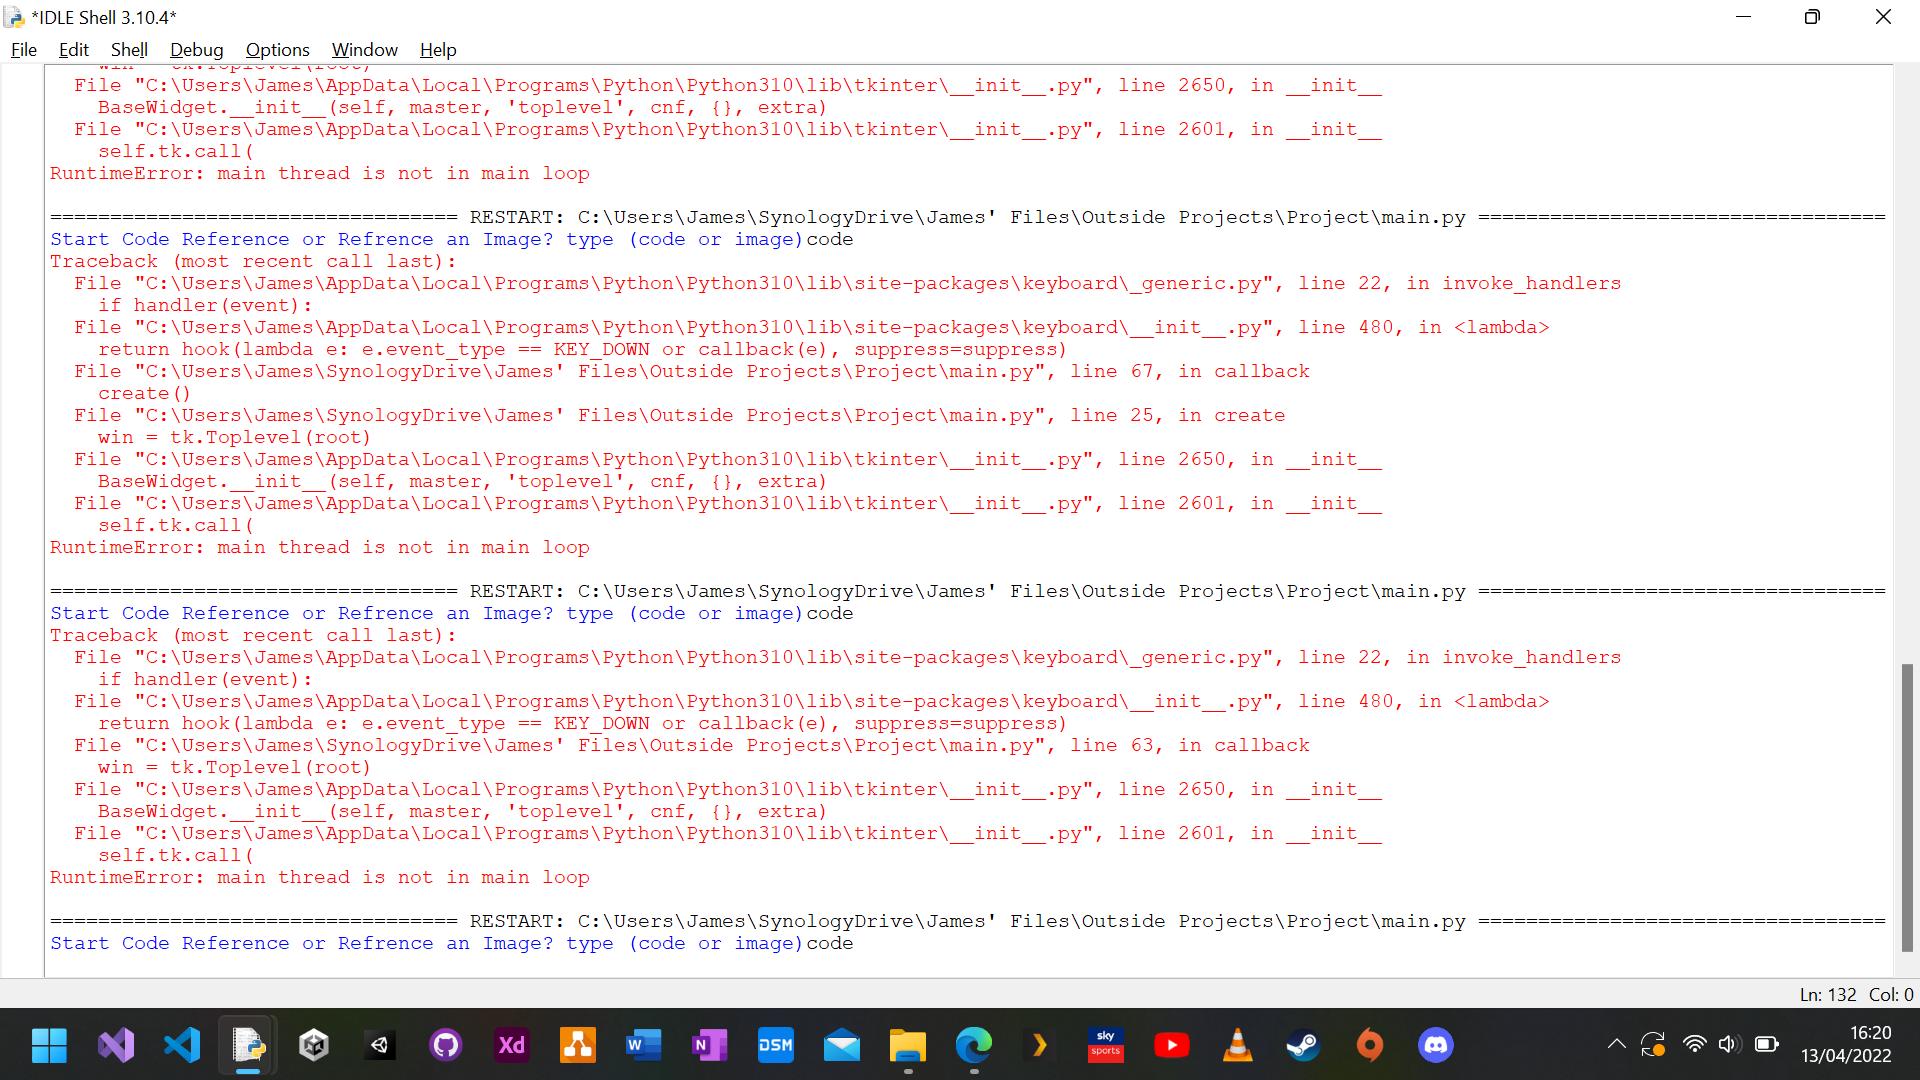 *IDLE Shell 3.10.4*
File Edit Shell Debug Options Window Help
win = tk.Toplevel(root)
File "C:\Users\James\AppData\Local\Programs\Python\Python310\lib\tkinter\__init__.py", line 2650, in __init__
BaseWidget.__init__(self, master, 'toplevel', cnf, {}, extra)
File "C:\Users\James\AppData\Local\Programs\Python\Python310\lib\tkinter\__init__.py", line 2601, in __init__
self.tk.call(
RuntimeError: main thread is not in main loop
================================== RESTART: C:\Users\James\SynologyDrive\James' Files\Outside Projects\Project\main.py ==================================
Start Code Reference or Refrence an Image? type (code or image)code
Traceback (most recent call last):
File "C:\Users\James\AppData\Local\Programs\Python\Python310\lib\site-packages\keyboard\_generic.py", line 22, in invoke_handlers
if handler(event):
File "C:\Users\James\AppData\Local\Programs\Python\Python310\lib\site-packages\keyboard\__init__.py", line 480, in <lambda>
return hook(lambda e: e.event_type == KEY_DOWN or callback(e), suppress=suppress)
File "C:\Users\James\SynologyDrive\James' Files\Outside Projects\Project\main.py", line 67, in callback
create()
File "C:\Users\James\SynologyDrive\James' Files\Outside Projects\Project\main.py", line 25, in create
win = tk.Toplevel(root)
File "C:\Users\James\AppData\Local\Programs\Python\Python310\lib\tkinter\__init__.py", line 2650, in __init__
BaseWidget.__init__(self, master, 'toplevel', cnf, {}, extra)
File "C:\Users\James\AppData\Local\Programs\Python\Python310\lib\tkinter\__init__.py", line 2601, in __init__
self.tk.call(
RuntimeError: main thread is not in main loop
================================== RESTART: C:\Users\James\SynologyDrive\James' Files\Outside Projects\Project\main.py ==================================
Start Code Reference or Refrence an Image? type (code or image)code
Traceback (most recent call last):
File "C:\Users\James\AppData\Local\Programs\Python\Python310\lib\site-packages\keyboard\_generic.py", line 22, in invoke_handlers
if handler(event):
File "C:\Users\James\AppData\Local\Programs\Python\Python310\lib\site-packages\keyboard\__init__.py", line 480, in <lambda>
return hook(lambda e: e.event_type == KEY_DOWN or callback(e), suppress=suppress)
File "C:\Users\James\SynologyDrive\James' Files\Outside Projects\Project\main.py", line 63, in callback
win = tk.Toplevel(root)
File "C:\Users\James\AppData\Local\Programs\Python\Python310\lib\tkinter\__init__.py", line 2650, in __init__
BaseWidget.__init__(self, master, 'toplevel', cnf, {}, extra)
File "C:\Users\James\AppData\Local\Programs\Python\Python310\lib\tkinter\__init__.py", line 2601, in __init__
self.tk.call(
RuntimeError: main thread is not in main loop
================================== RESTART: C:\Users\James\SynologyDrive\James' Files\Outside Projects\Project\main.py ==================================
Start Code Reference or Refrence an Image? type (code or image)code
Ln: 132 Col: 0
Xd
W
N
DSM
sky
sports
16:20
13/04/2022